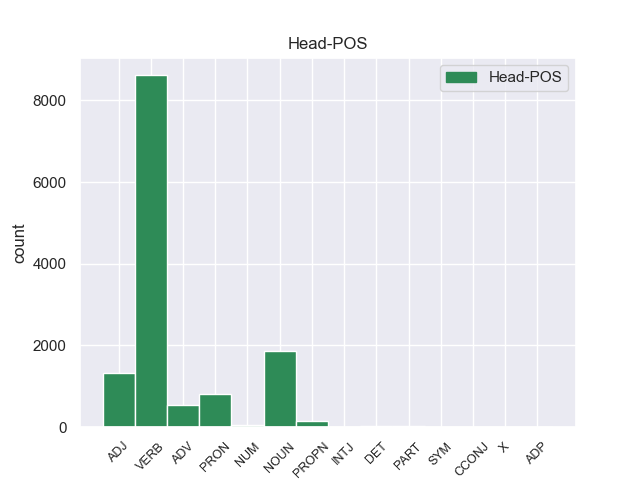 Head-POS
Head-POS
8000
6000
4000
2000
0
count
ADJ VERB ADV PRON NUM NOUN PROPN INTJ DET PART SYM CCONJ X ADP